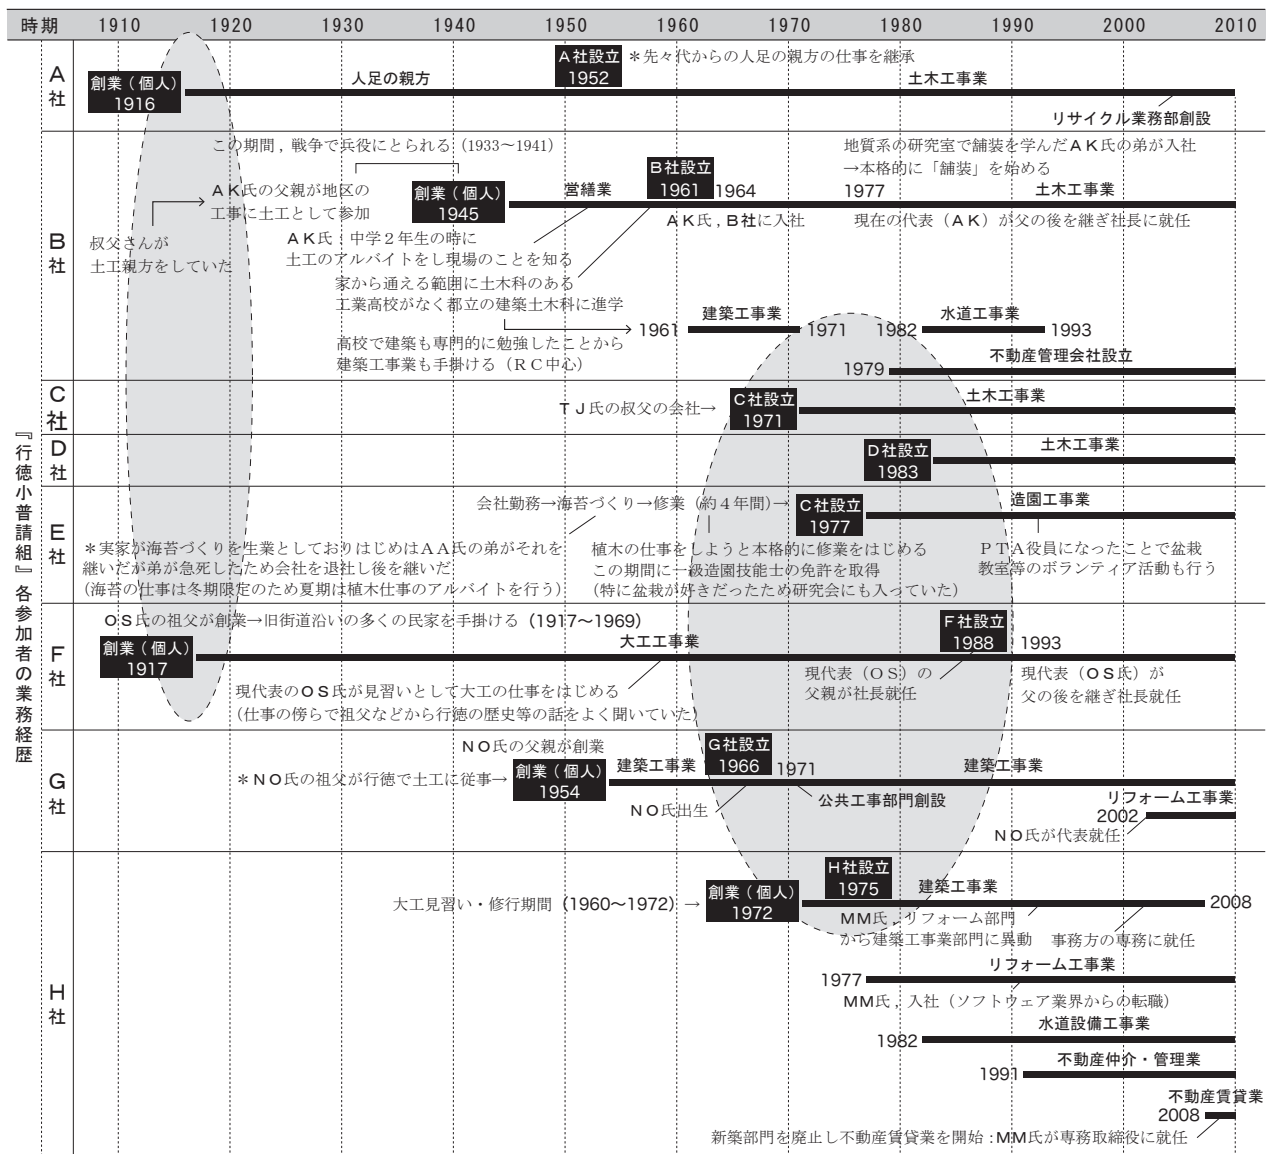 時期 1910 1920 1930 1940 1950 1960 1970 1980 1990 2000 2010
『行徳小普請組』各参加者の業務経歴
A社
創業（個人）
1916
人足の親方
A社設立
1952
＊先々代からの人足の親方の仕事を継承
土木工事業
リサイクル業務部創設
B社
この期間，戦争で兵役にとられる（1933〜1941）
AK氏の父親が地区の
工事に土工として参加
叔父さんが
土工親方をしていた
創業（個人）
1945
営繕業
B社設立
1961
1964
AK氏，B社に入社
地質系の研究室で舗装を学んだAK氏の弟が入社
→本格的に「舗装」を始める
1977
土木工事業
現在の代表（AK）が父の後を継ぎ社長に就任
AK氏：中学２年生の時に
土工のアルバイトをし現場のことを知る
家から通える範囲に土木科のある
工業高校がなく都立の建築土木科に進学
1961
建築工事業
1971
高校で建築も専門的に勉強したことから
建築工事業も手掛ける（RC中心）
1982
水道工事業
1993
1979
不動産管理会社設立
C社
TJ氏の叔父の会社→
C社設立
1971
土木工事業
D社
D社設立
1983
土木工事業
E社
会社勤務→海苔づくり→修業（約４年間）→
C社設立
1977
造園工事業
＊実家が海苔づくりを生業としておりはじめはAA氏の弟がそれを
継いだが弟が急死したため会社を退社し後を継いだ
（海苔の仕事は冬期限定のため夏期は植木仕事のアルバイトを行う）
植木の仕事をしようと本格的に修業をはじめる
この期間に一級造園技能士の免許を取得
（特に盆栽が好きだったため研究会にも入っていた）
PTA役員になったことで盆栽
教室等のボランティア活動も行う
F社
OS氏の祖父が創業→旧街道沿いの多くの民家を手掛ける（1917〜1969）
創業（個人）
1917
大工工事業
F社設立
1988
1993
現代表のOS氏が見習いとして大工の仕事をはじめる
（仕事の傍らで祖父などから行徳の歴史等の話をよく聞いていた）
現代表（OS）の
父親が社長就任
現代表（OS氏）が
父の後を継ぎ社長就任
G社
NO氏の父親が創業
＊NO氏の祖父が行徳で土工に従事→
創業（個人）
1954
建築工事業
G社設立
1966
1971
建築工事業
NO氏出生
公共工事部門創設
リフォーム工事業
2002
NO氏が代表就任
H社
大工見習い・修行期間（1960〜1972）→
創業（個人）
1972
H社設立
1975
建築工事業
2008
MM氏，リフォーム部門
から建築工事業部門に異動
事務方の専務に就任
1977
リフォーム工事業
MM氏，入社（ソフトウェア業界からの転職）
1982
水道設備工事業
1991
不動産仲介・管理業
不動産賃貸業
2008
新築部門を廃止し不動産賃貸業を開始：MM氏が専務取締役に就任